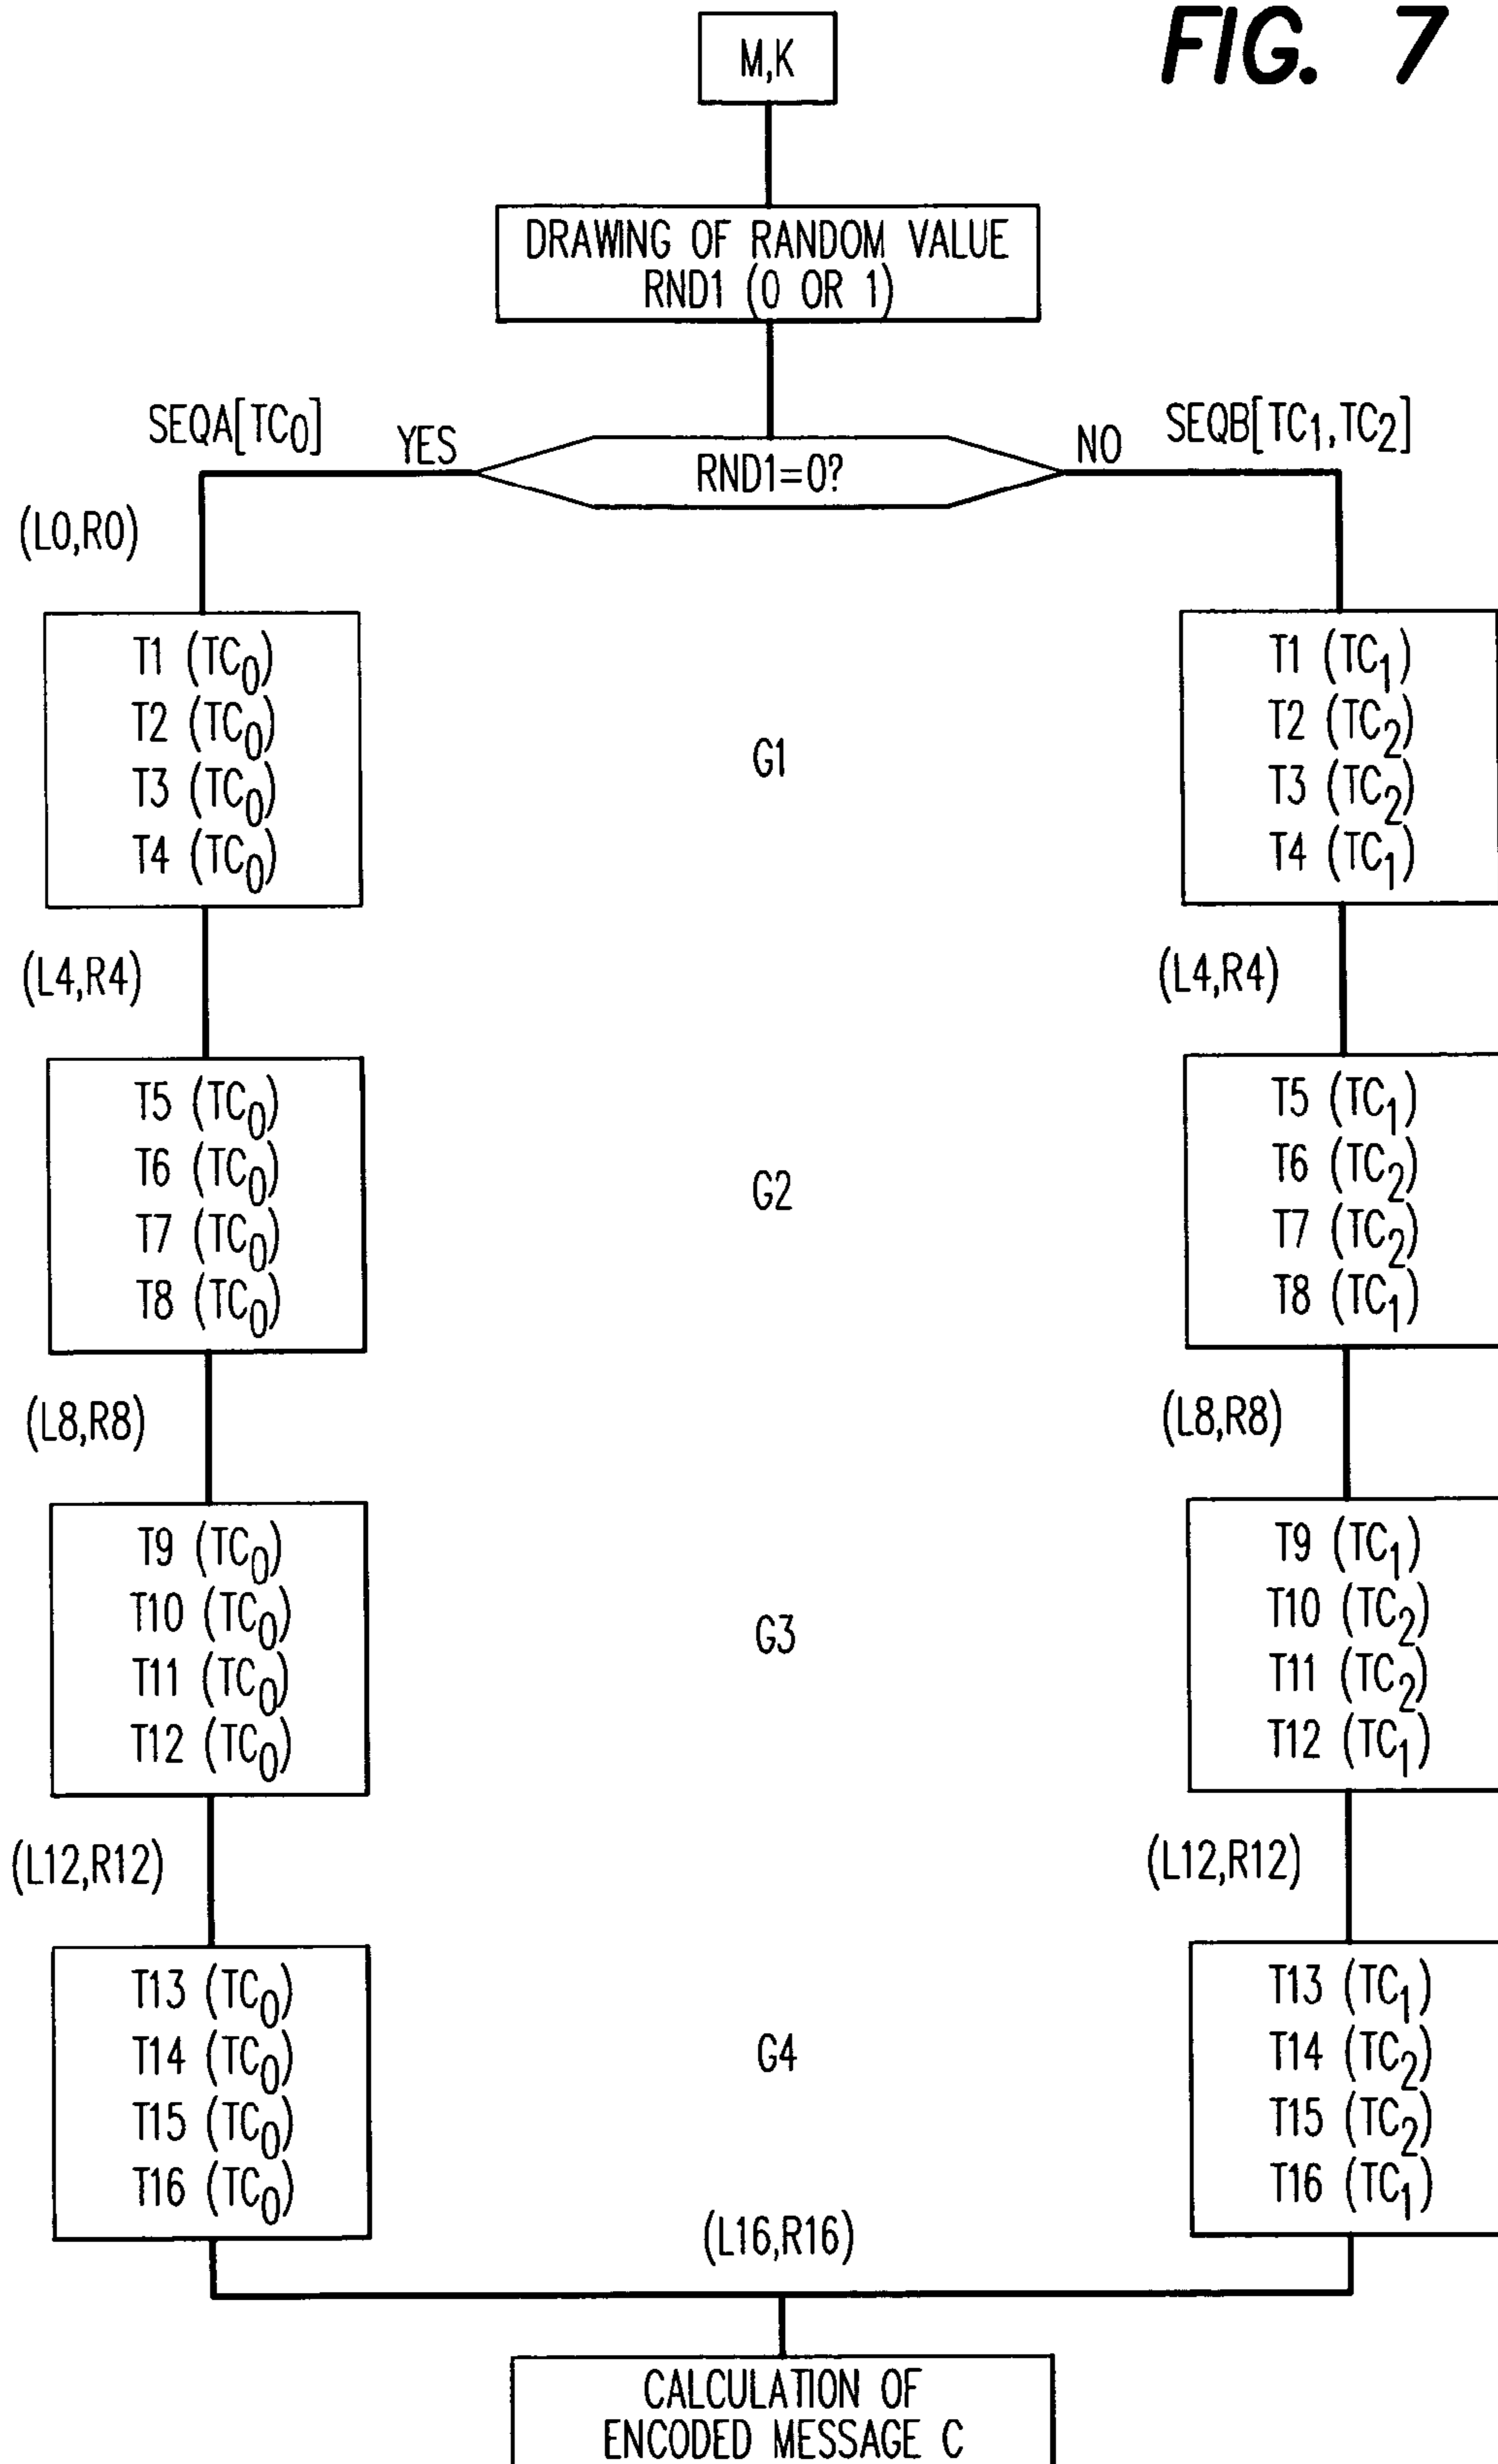 FIG. 7
M,K
DRAWING OF RANDOM VALUE
RND1 (0 OR 1)
SEQA[TC0]
YES
RND1=0?
NO
SEQB[TC1,TC2]
(L0,R0)
T1 (TC0)
T2 (TC0)
T3 (TC0)
T4 (TC0)
G1
T1 (TC1)
T2 (TC2)
T3 (TC2)
T4 (TC1)
(L4,R4)
(L4,R4)
T5 (TC0)
T6 (TC0)
T7 (TC0)
T8 (TC0)
G2
T5 (TC1)
T6 (TC2)
T7 (TC2)
T8 (TC1)
(L8,R8)
(L8,R8)
T9 (TC0)
T10 (TC0)
T11 (TC0)
T12 (TC0)
G3
T9 (TC1)
T10 (TC2)
T11 (TC2)
T12 (TC1)
(L12,R12)
(L12,R12)
T13 (TC0)
T14 (TC0)
T15 (TC0)
T16 (TC0)
G4
T13 (TC1)
T14 (TC2)
T15 (TC2)
T16 (TC1)
(L16,R16)
CALCULATION OF
ENCODED MESSAGE C